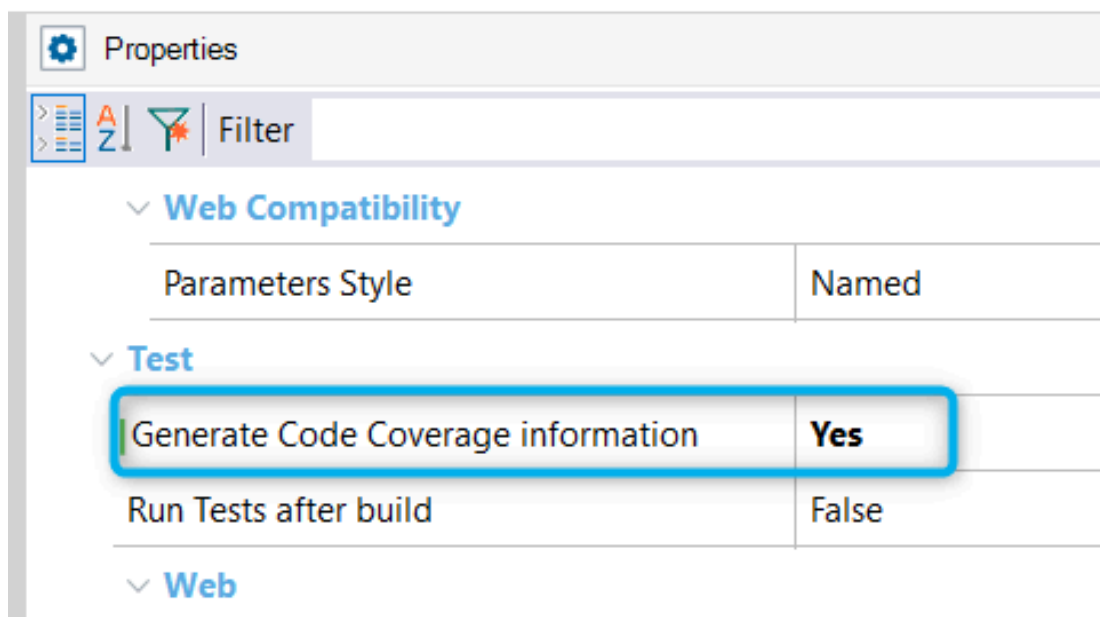 Properties
A
Z
Filter
Web Compatibility
Parameters Style Named
Test
Generate Code Coverage information Yes
Run Tests after build False
Web